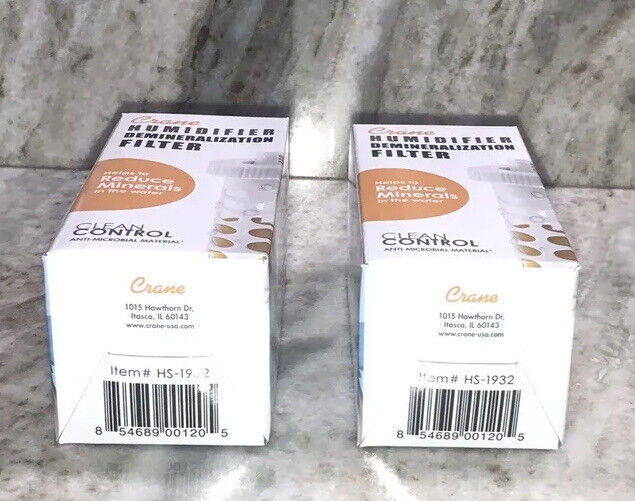 Crane
HUMIDIFIER
DEMINERALIZATION
FILTER
Helps to
Reduce
Minerals
in the water
CLEAN
CONTROL
ANTI-MICROBIAL MATERIAL*
Crane
1015 Hawthorn Dr,
Itasca, IL 60143
www.crane-usa.com
Item# HS-1932
8 54689 00120 5
Crane
HUMIDIFIER
DEMINERALIZATION
FILTER
Helps to
Reduce
Minerals
in the water
CLEAN
CONTROL
ANTI-MICROBIAL MATERIAL*
Crane
1015 Hawthorn Dr,
Itasca, IL 60143
www.crane-usa.com
Item# HS-1932
8 54689 00120 5